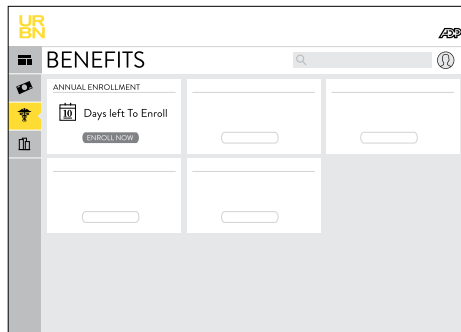 UR
BN
ADP
BENEFITS
ANNUAL ENROLLMENT
10 Days left To Enroll
ENROLL NOW